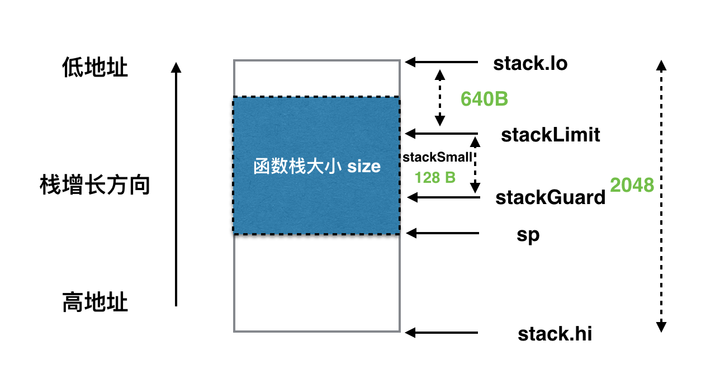 低地址
stack.lo
640B
stackLimit
stackSmall
函数栈大小 size
128 B
栈增长方向
2048
stackGuard
sp
高地址
stack.hi